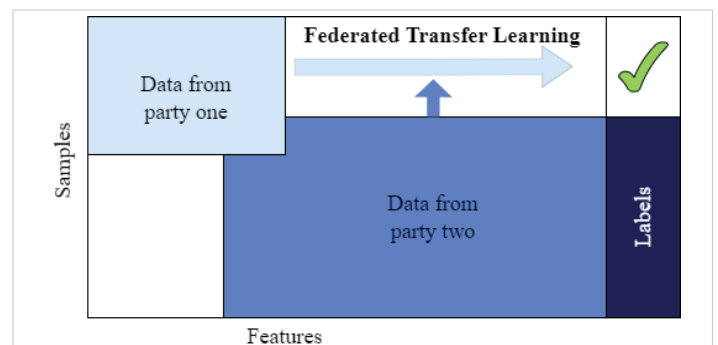 Federated Transfer Learning
Data from
party one
Samples
Data from
party two
Labels
Features